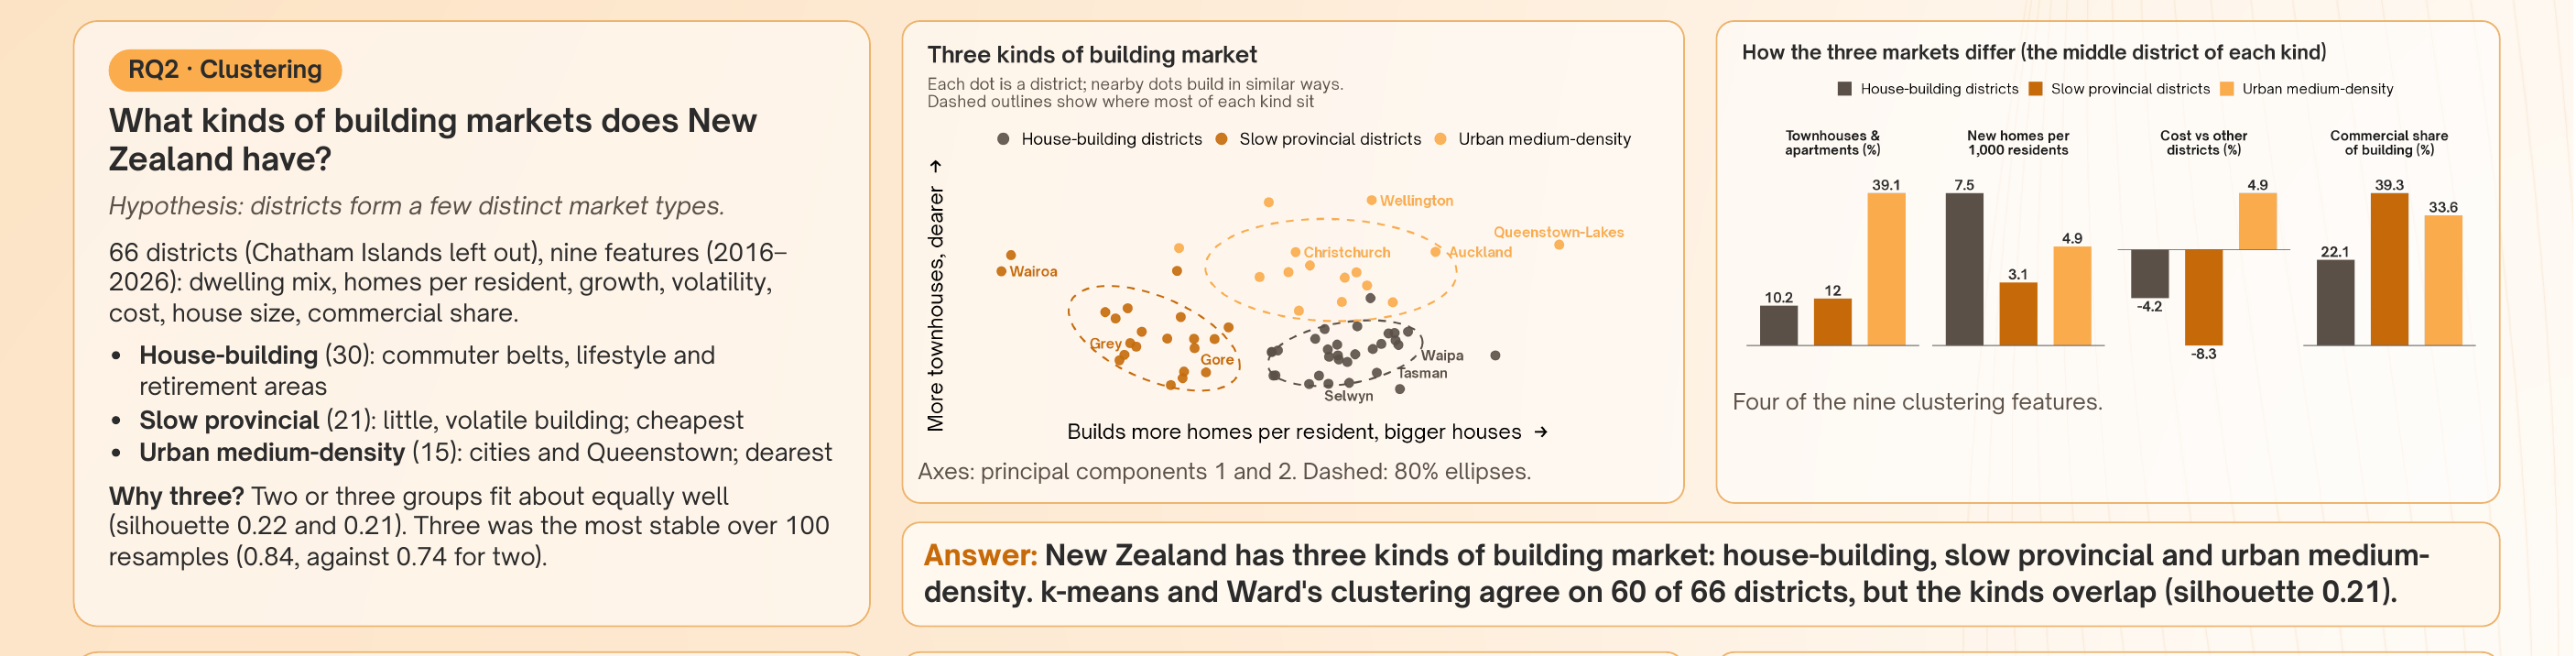 RQ2 · Clustering
What kinds of building markets does New
Zealand have?
Hypothesis: districts form a few distinct market types.
66 districts (Chatham Islands left out), nine features (2016–
2026): dwelling mix, homes per resident, growth, volatility,
cost, house size, commercial share.
• House-building (30): commuter belts, lifestyle and
retirement areas
• Slow provincial (21): little, volatile building; cheapest
• Urban medium-density (15): cities and Queenstown; dearest
Why three? Two or three groups fit about equally well
(silhouette 0.22 and 0.21). Three was the most stable over 100
resamples (0.84, against 0.74 for two).
Three kinds of building market
Each dot is a district; nearby dots build in similar ways.
Dashed outlines show where most of each kind sit
House-building districts Slow provincial districts Urban medium-density
More townhouses, dearer →
Wellington
Queenstown-Lakes
Christchurch
Auckland
Wairoa
Grey
Gore
Waipa
Tasman
Selwyn
Builds more homes per resident, bigger houses →
Axes: principal components 1 and 2. Dashed: 80% ellipses.
How the three markets differ (the middle district of each kind)
House-building districts Slow provincial districts Urban medium-density
Townhouses &
apartments (%)
10.2 12 39.1
New homes per
1,000 residents
7.5 3.1 4.9
Cost vs other
districts (%)
-4.2 -8.3 4.9
Commercial share
of building (%)
22.1 39.3 33.6
Four of the nine clustering features.
Answer: New Zealand has three kinds of building market: house-building, slow provincial and urban medium-
density. k-means and Ward's clustering agree on 60 of 66 districts, but the kinds overlap (silhouette 0.21).